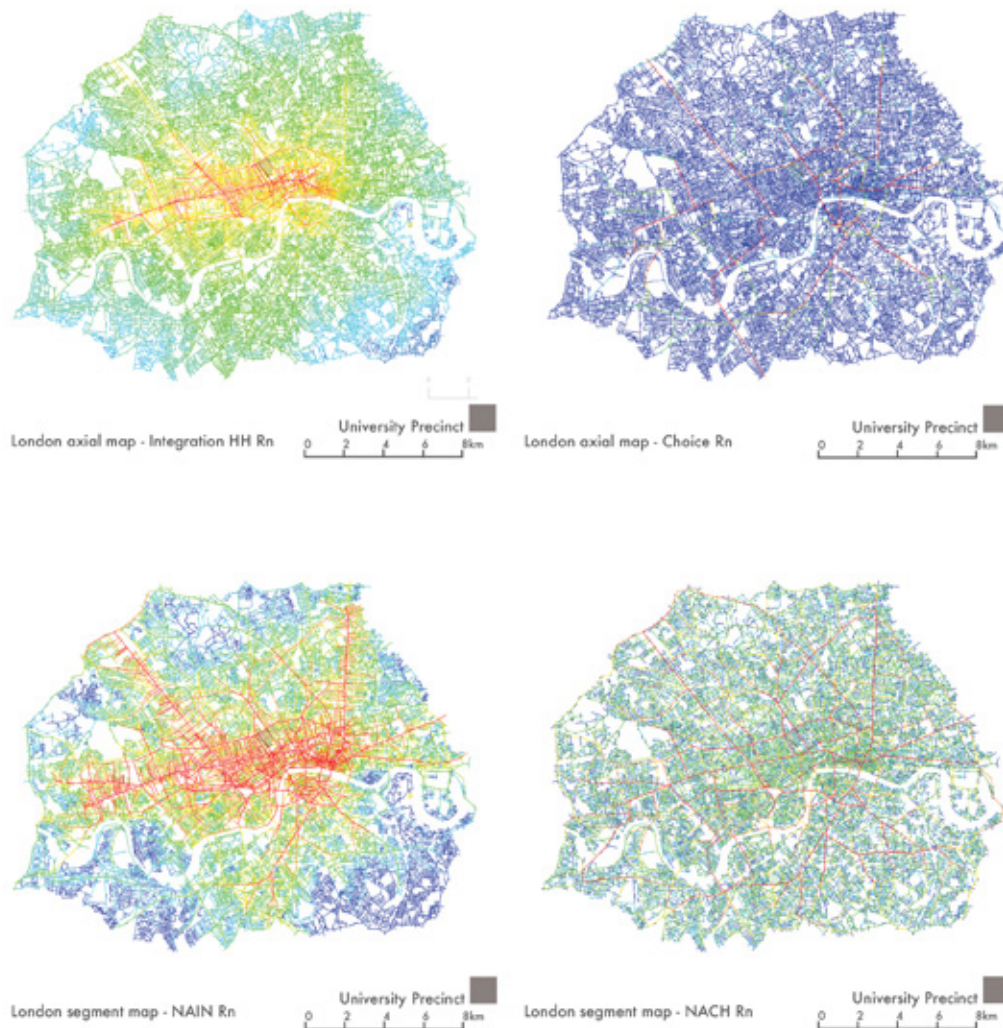 University Precinct
London axial map - Integration HH Rn
0 2 4 6 8km
University Precinct
London axial map - Choice Rn
0 2 4 6 8km
University Precinct
London segment map - NAIN Rn
0 2 4 6 8km
University Precinct
London segment map - NACH Rn
0 2 4 6 8km